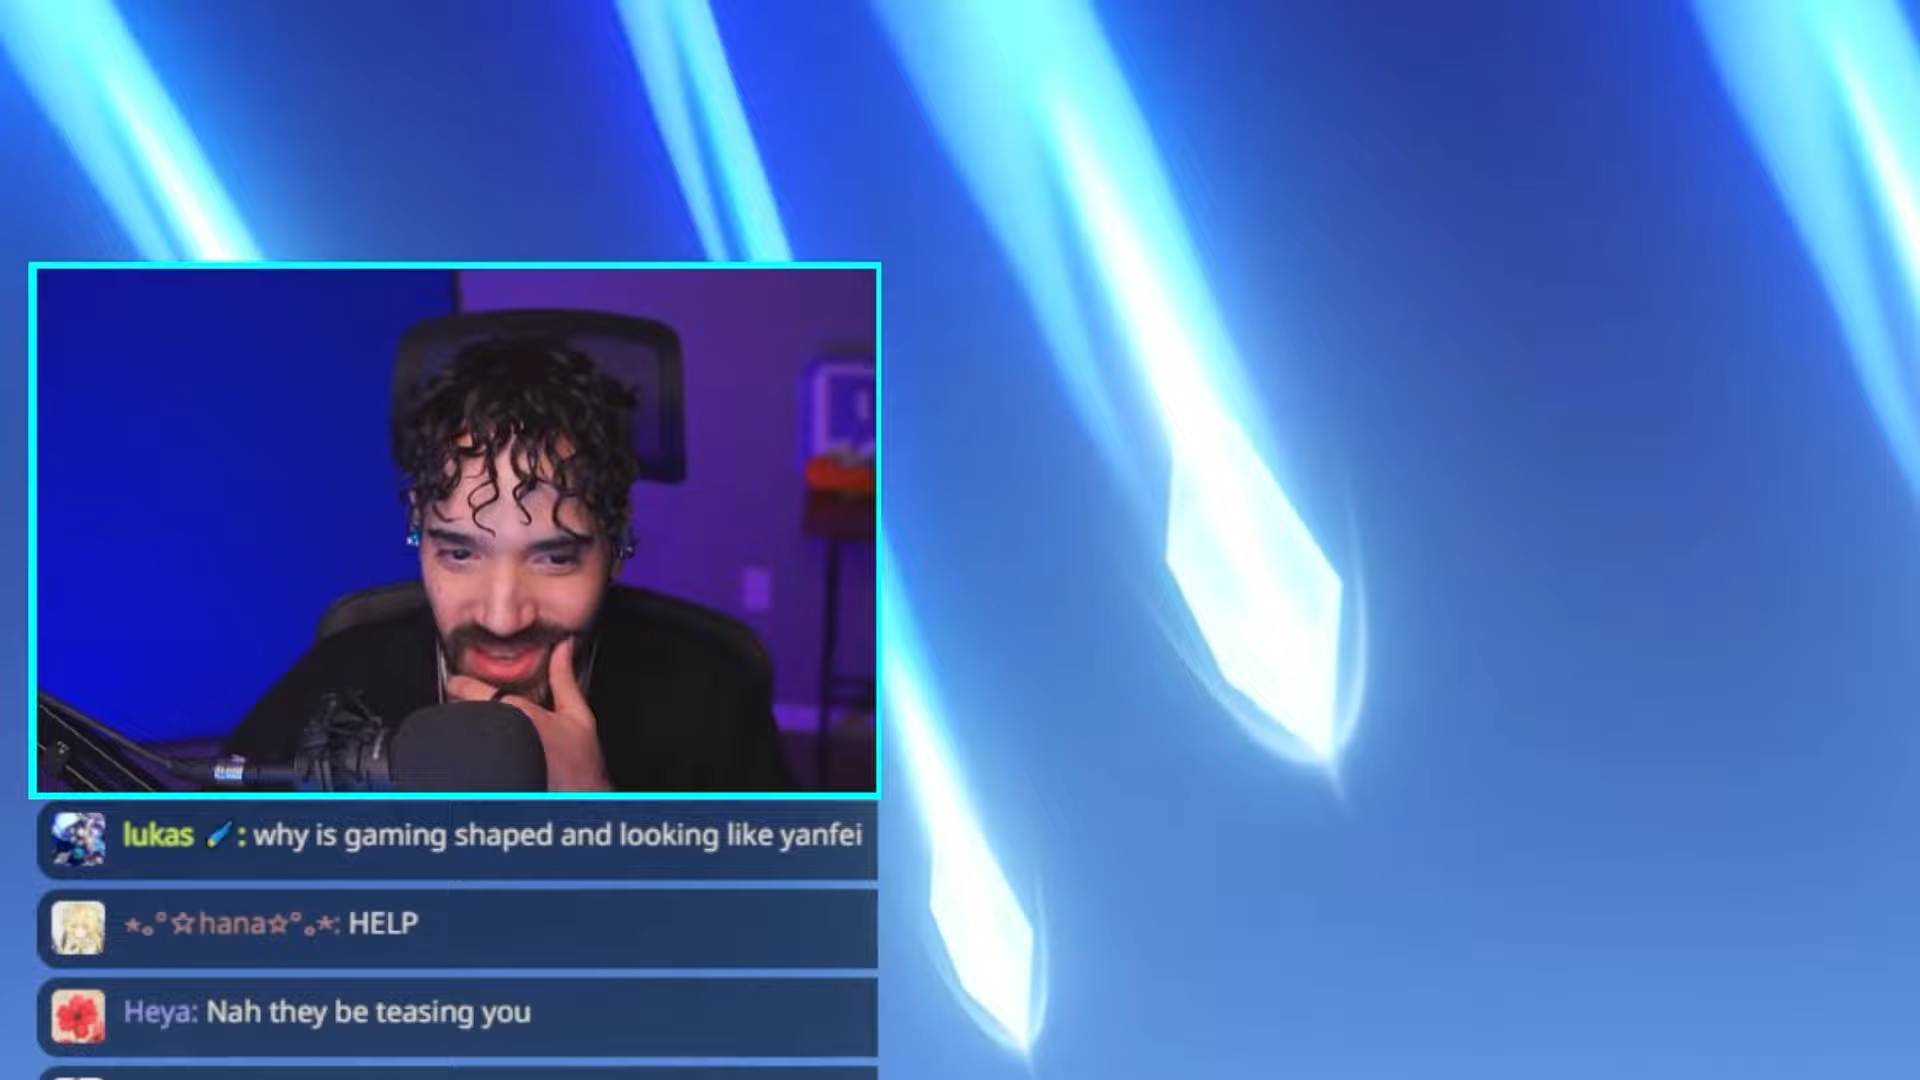 lukas : why is gaming shaped and looking like yanfei
⋆｡°✩hana✩°｡⋆: HELP
Heya: Nah they be teasing you